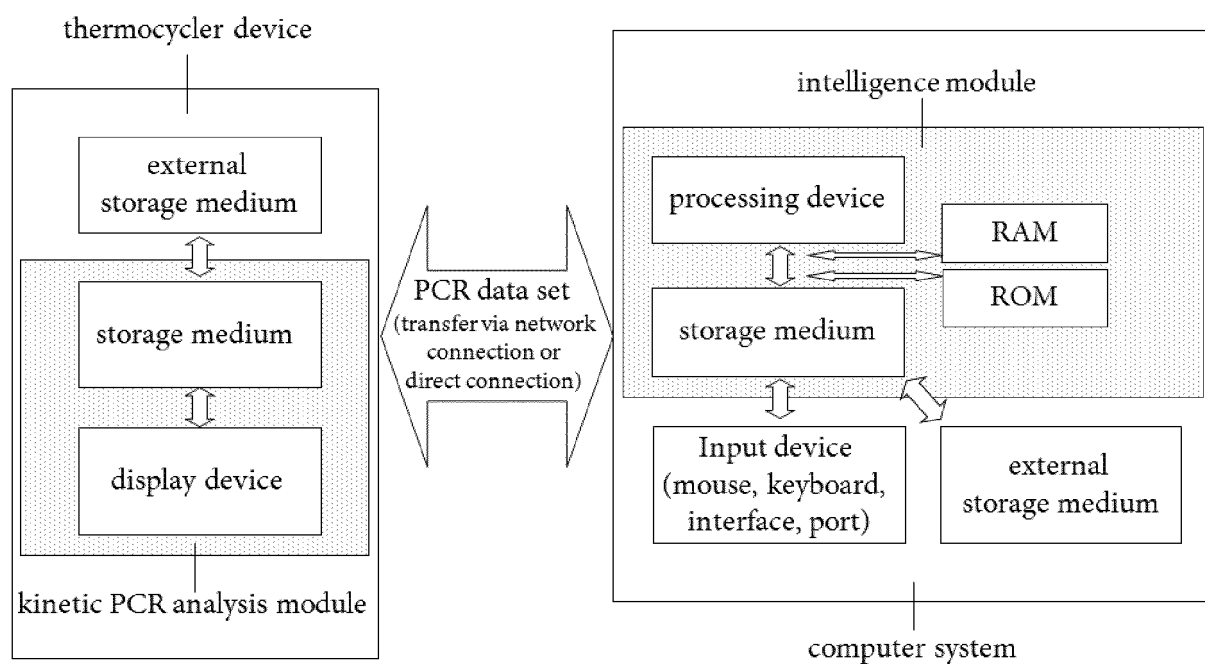 thermocycler device
external
storage medium
storage medium
display device
kinetic PCR analysis module
PCR data set
(transfer via network
connection or
direct connection)
intelligence module
processing device
RAM
ROM
storage medium
Input device
(mouse, keyboard,
interface, port)
external
storage medium
computer system